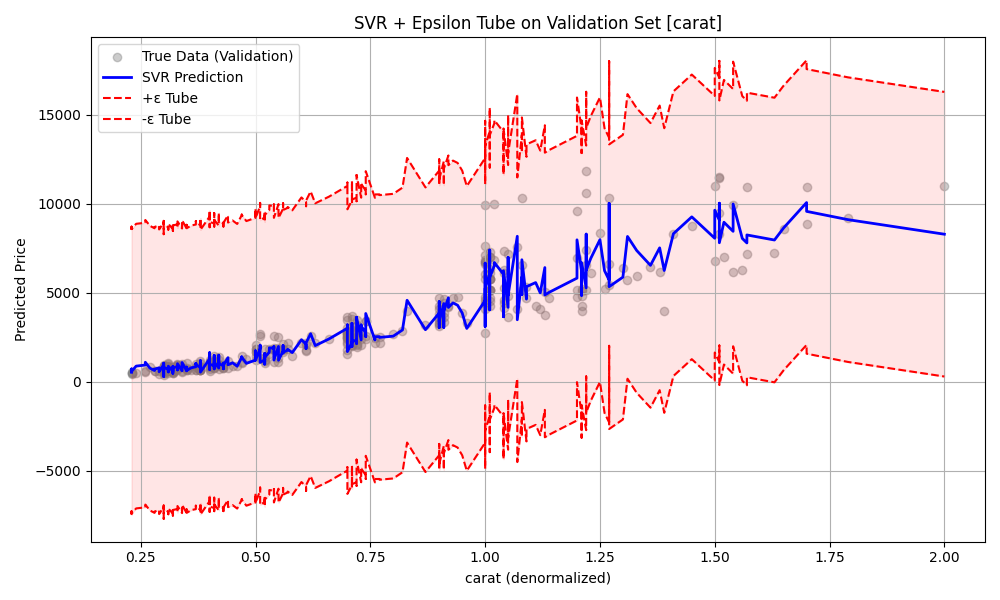 SVR + Epsilon Tube on Validation Set [carat]
True Data (Validation)
SVR Prediction
+ε Tube
-ε Tube
Predicted Price
15000
10000
5000
0
−5000
0.25
0.50
0.75
1.00
1.25
1.50
1.75
2.00
carat (denormalized)